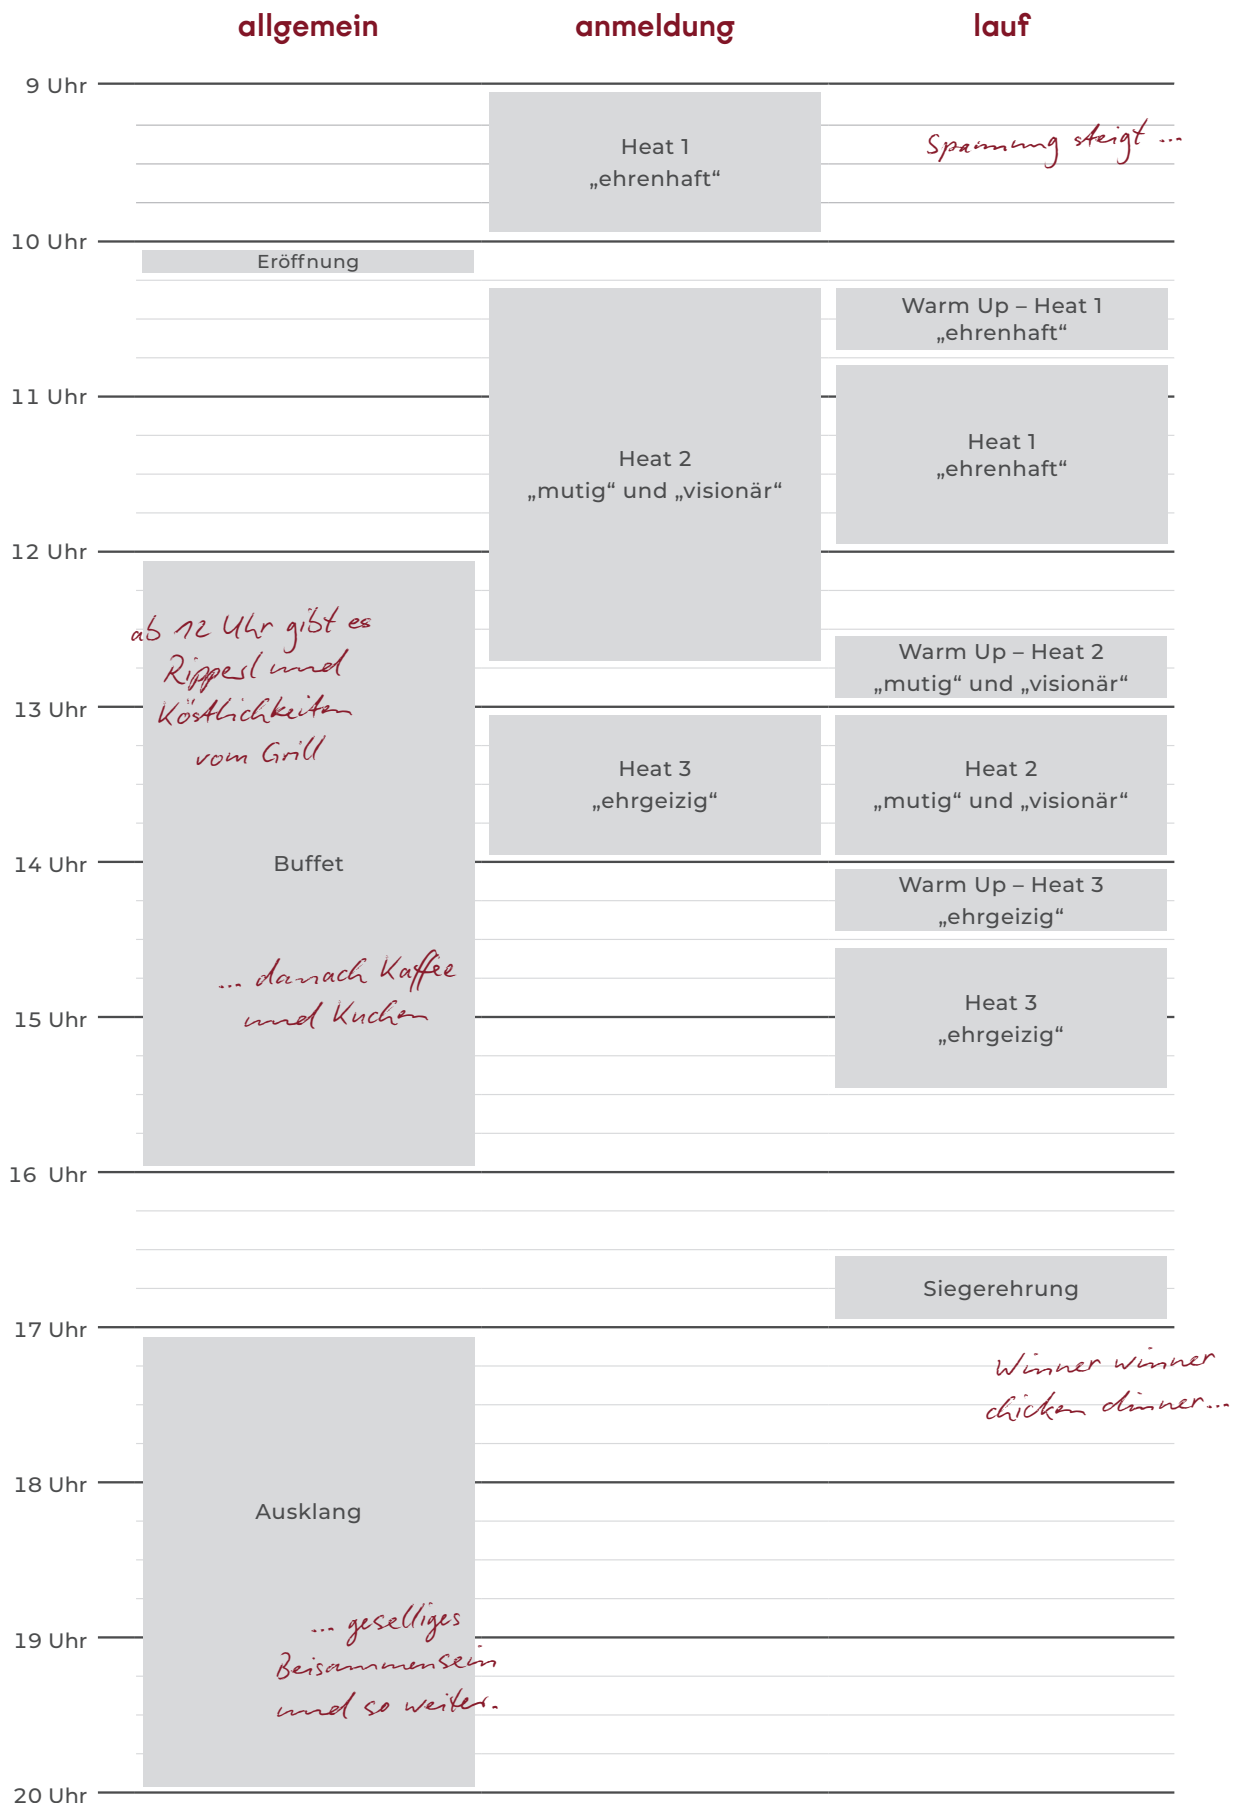 allgemein anmeldung lauf
9 Uhr
Heat 1
„ehrenhaft“
Spannung steigt ...
10 Uhr
Eröffnung
Warm Up – Heat 1
„ehrenhaft“
11 Uhr
Heat 1
„ehrenhaft“
Heat 2
„mutig“ und „visionär“
12 Uhr
ab 12 Uhr gibt es
Ripperl und
Köstlichkeiten
vom Grill
Warm Up – Heat 2
„mutig“ und „visionär“
13 Uhr
Heat 3
„ehrgeizig“
Heat 2
„mutig“ und „visionär“
14 Uhr
Buffet
Warm Up – Heat 3
„ehrgeizig“
... danach Kaffee
und Kuchen
15 Uhr
Heat 3
„ehrgeizig“
16 Uhr
Siegerehrung
17 Uhr
Winner winner
chicken dinner...
18 Uhr
Ausklang
... geselliges
Beisammensein
und so weiter.
19 Uhr
20 Uhr